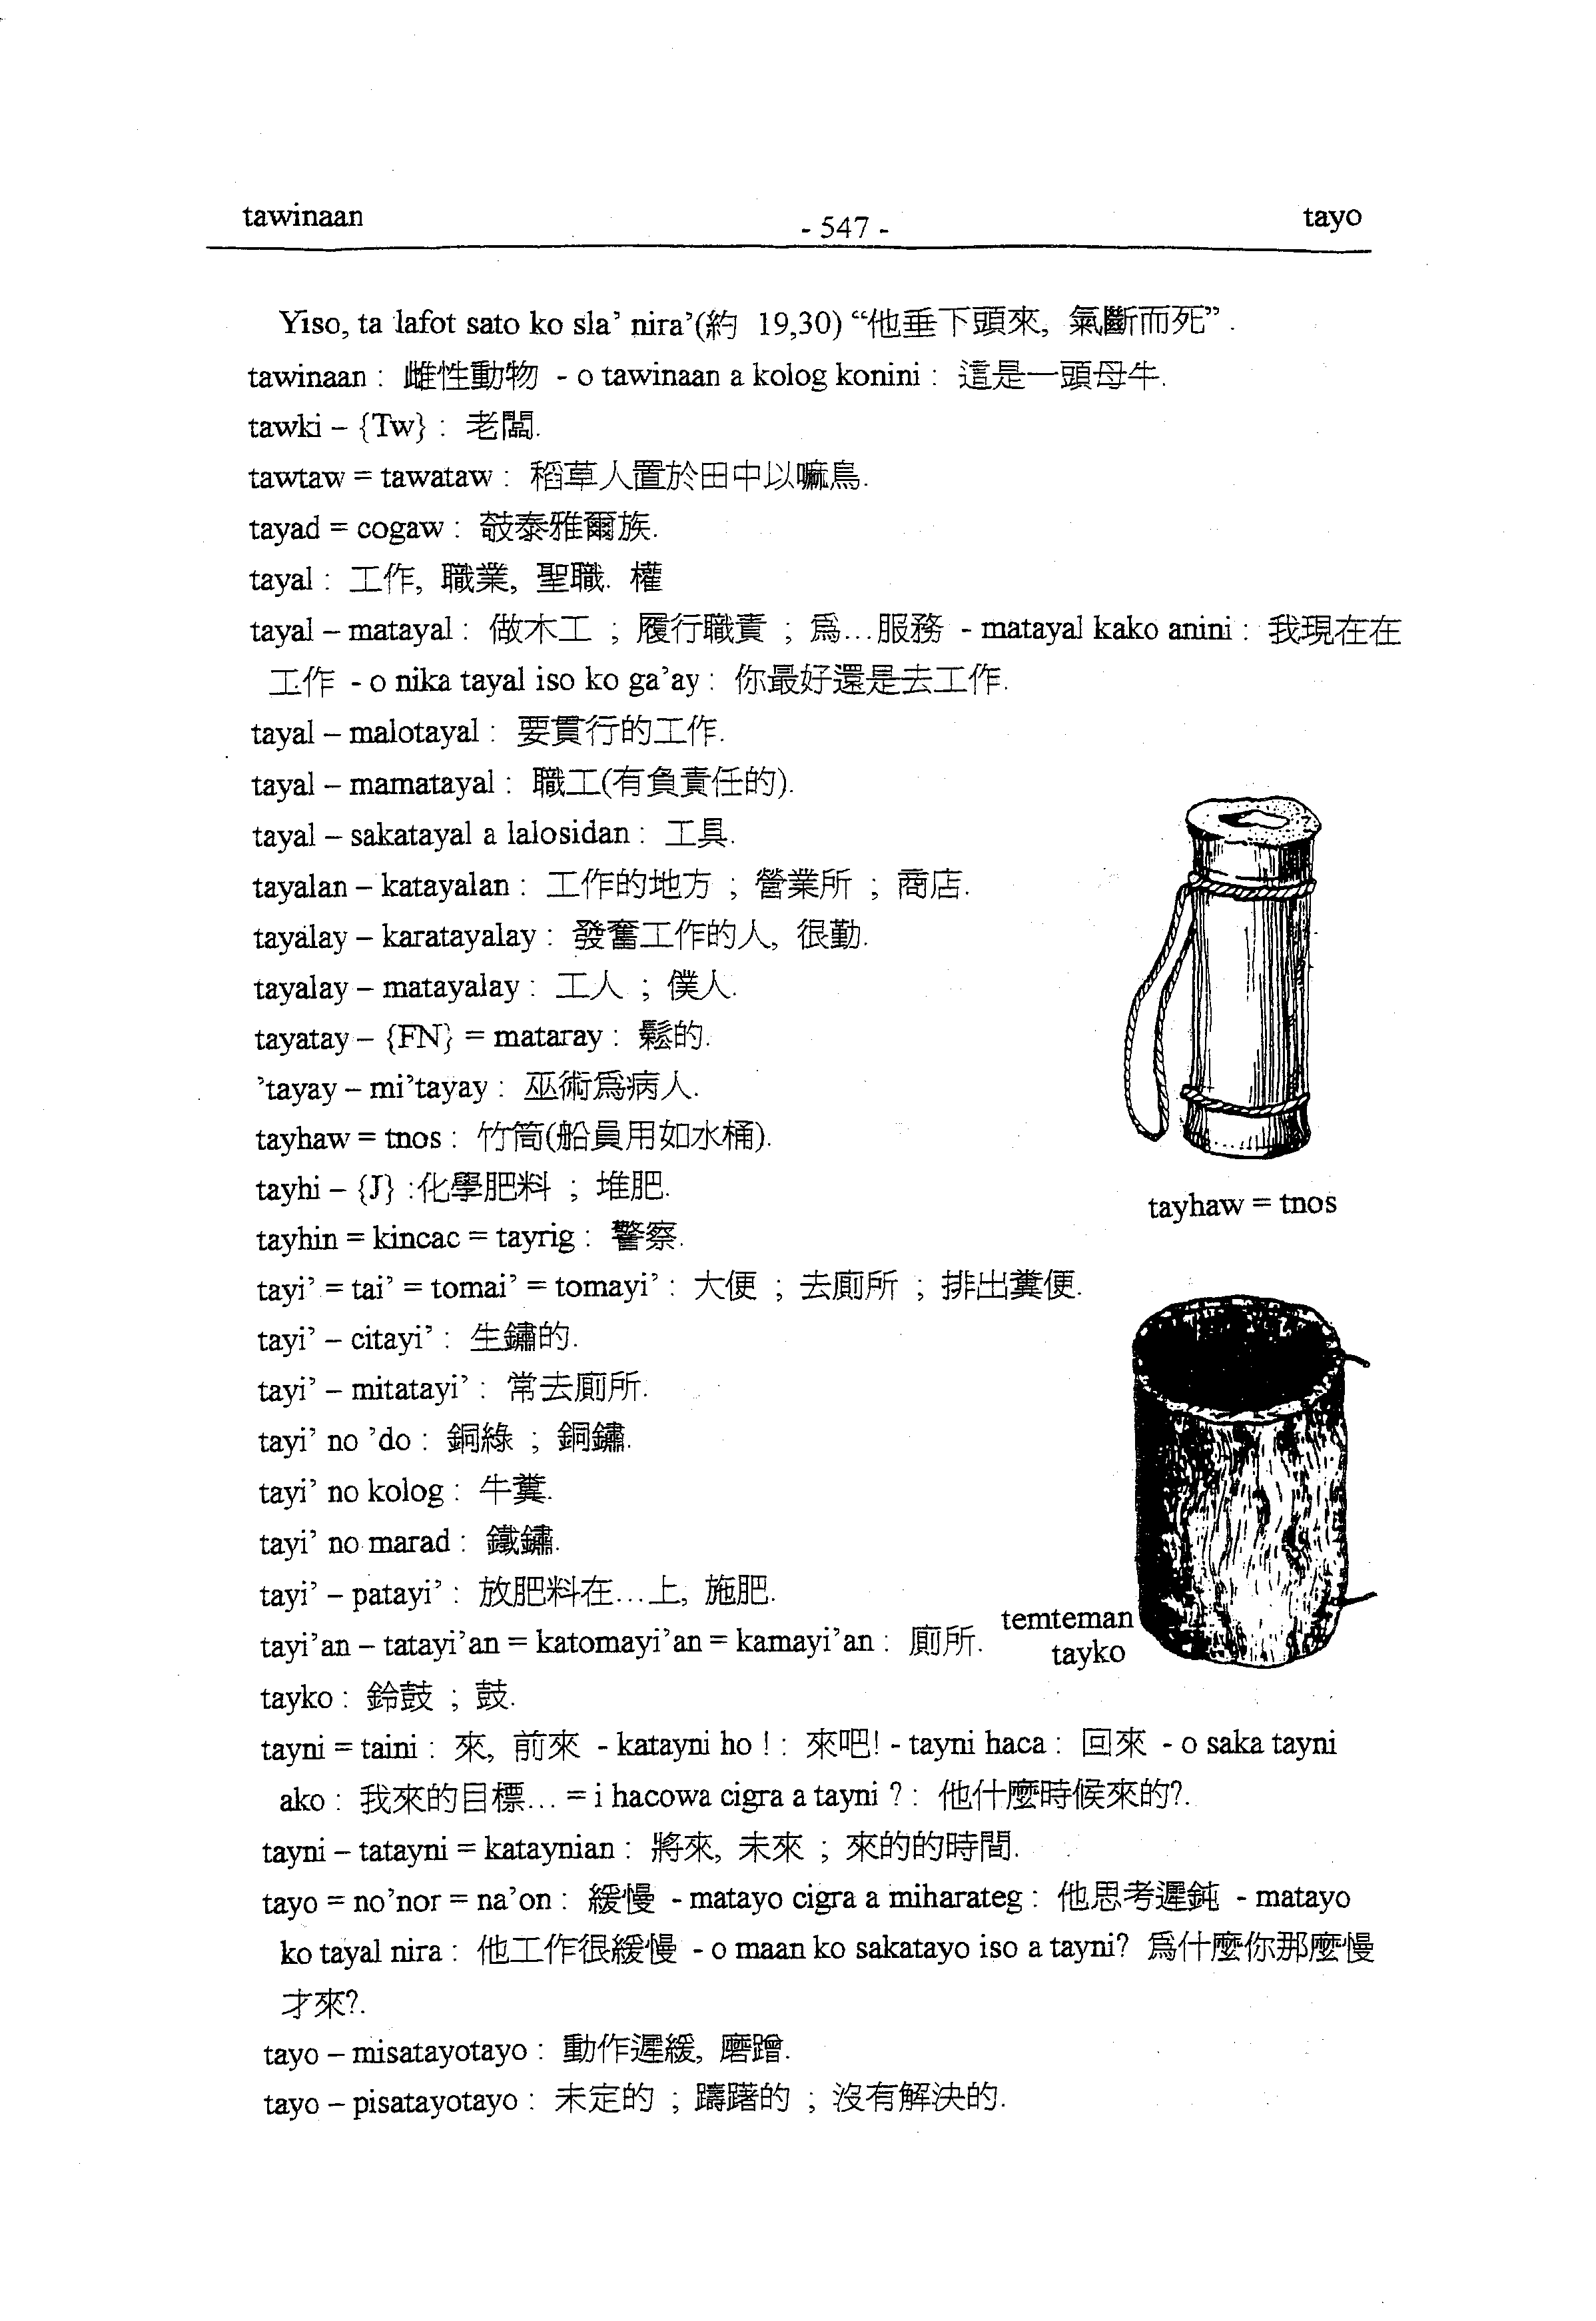 tawinaan
- 547 -
tayo
Yiso, ta lafot sato ko sla’ nira’(約 19,30) “他垂下頭來, 氣斷而死”.
tawinaan : 雌性動物 - o tawinaan a kolog konini : 這是一頭母牛.
tawki – {Tw} : 老闆.
tawtaw = tawataw : 稻草人置於田中以嚇鳥.
tayad = cogaw : 泰雅爾族.
tayal : 工作, 職業, 聖職. 權
tayal – matayal : 做木工 ; 履行職責 ; 爲…服務 - matayal kako anini : 我現在在
工作 - o nika tayal iso ko ga’ay : 你最好還是去工作.
tayal – malotayal : 要貫行的工作.
tayal – mamatayal : 職工(有負責任的).
tayal – sakatayal a lalosidan : 工具.
tayalan – katayalan : 工作的地方 ; 營業所 ; 商店.
tayalay – karatayalay : 發奮工作的人, 很勤.
tayalay – matayalay : 工人 ; 僕人.
tayatay – {FN} = mataray : 鬆的.
’tayay – mi’tayay : 巫術爲病人.
tayhaw = tnos : 竹筒(船員用如水桶).
tayhi – {J} :化學肥料 ; 堆肥.
tayhaw = tnos
tayhin = kincac = tayrig : 警察.
tayi’ = tai’ = tomai’ = tomayi’ : 大便 ; 去廁所 ; 排出糞便.
tayi’ – citayi’ : 生鏽的.
tayi’ – mitatayi’ : 常去廁所.
tayi’ no ’do : 銅綠 ; 銅鏽.
tayi’ no kolog : 牛糞.
tayi’ no marad : 鐵鏽.
tayi’ – patayi’ : 放肥料在…上, 施肥.
tayi’an – tatayi’an = katomayi’an = kamayi’an : 廁所.
temteman
tayko
tayko : 鈴鼓 ; 鼓.
tayni = taini : 來, 前來 - katayni ho ! : 來吧! - tayni haca : 回來 - o saka tayni
ako : 我來的目標… = i hacowa cigra a tayni ? : 他什麼時候來的?.
tayni – tatayni = kataynian : 將來, 未來 ; 來的的時間.
tayo = no’nor = na’on : 緩慢 - matayo cigra a miharateg : 他思考遲鈍 - matayo
ko tayal nira : 他工作很緩慢 - o maan ko sakatayo iso a tayni? 爲什麼你那麼慢
才來?.
tayo – misatayotayo : 動作遲緩, 磨蹭.
tayo – pisatayotayo : 未定的 ; 躊躇的 ; 沒有解決的.